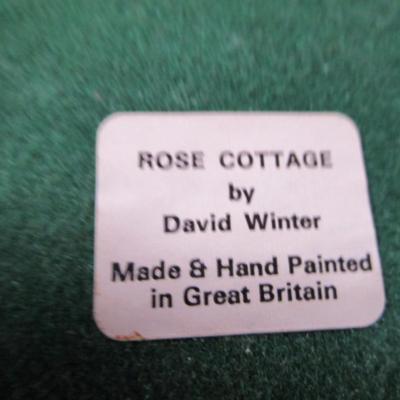 ROSE COTTAGE
by
David Winter
Made & Hand Painted
in Great Britain